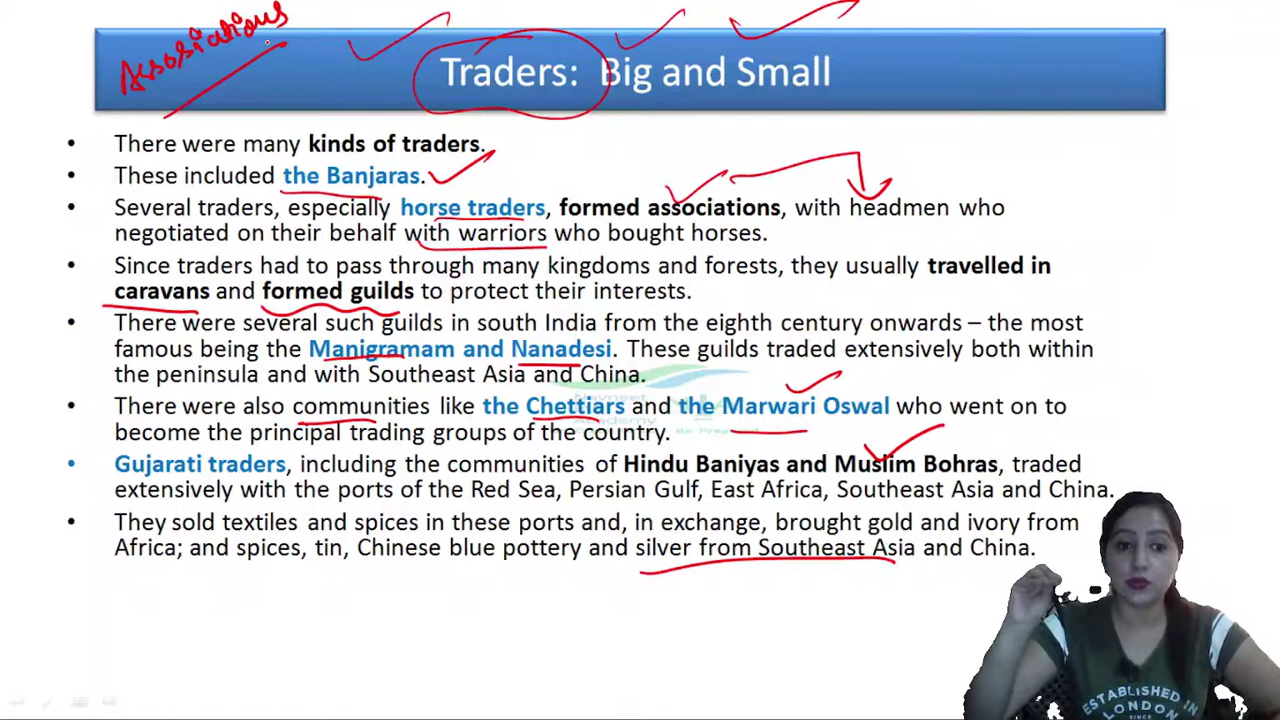 Assosiations
Traders: Big and Small
• There were many kinds of traders.
• These included the Banjaras.
• Several traders, especially horse traders, formed associations, with headmen who
negotiated on their behalf with warriors who bought horses.
• Since traders had to pass through many kingdoms and forests, they usually travelled in
caravans and formed guilds to protect their interests.
• There were several such guilds in south India from the eighth century onwards – the most
famous being the Manigramam and Nanadesi. These guilds traded extensively both within
the peninsula and with Southeast Asia and China.
• There were also communities like the Chettiars and the Marwari Oswal who went on to
become the principal trading groups of the country.
• Gujarati traders, including the communities of Hindu Baniyas and Muslim Bohras, traded
extensively with the ports of the Red Sea, Persian Gulf, East Africa, Southeast Asia and China.
• They sold textiles and spices in these ports and, in exchange, brought gold and ivory from
Africa; and spices, tin, Chinese blue pottery and silver from Southeast Asia and China.
ESTABLISHED IN
LONDON